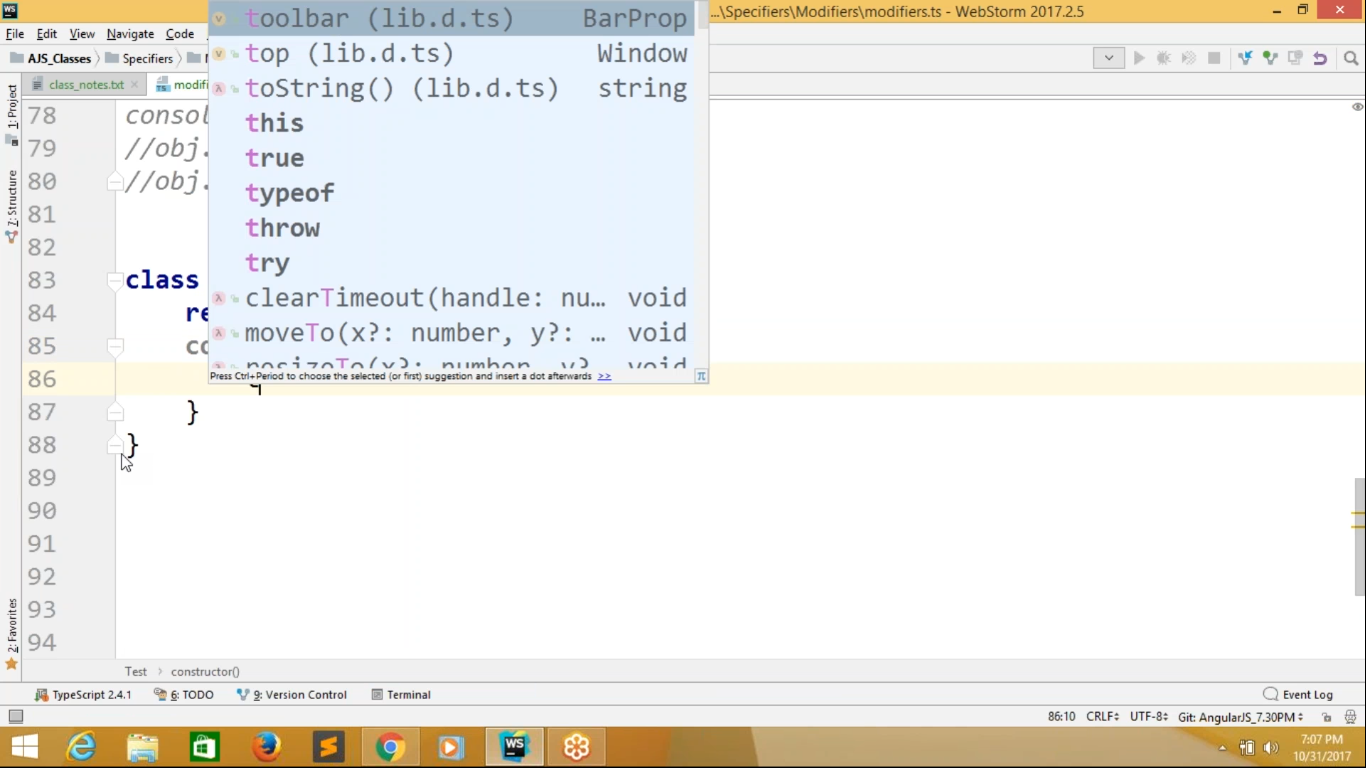 WS
...\Specifiers\Modifiers\modifiers.ts - WebStorm 2017.2.5
File Edit View Navigate Code
AJS_Classes Specifiers
class_notes.txt modifi
1: Project
7: Structure
2: Favorites
toolbar (lib.d.ts) BarProp
top (lib.d.ts) Window
toString() (lib.d.ts) string
this
true
typeof
throw
try
clearTimeout(handle: nu... void
moveTo(x?: number, y?: ... void
resizeTo(x?: number, y? void
Press Ctrl+Period to choose the selected (or first) suggestion and insert a dot afterwards >>
78 consol
79 //obj.
80 //obj.
81
82
83 class
84 re
85 co
86
87 }
88 }
89
90
91
92
93
94
Test constructor()
TypeScript 2.4.1 6: TODO 9: Version Control Terminal Event Log
86:10 CRLF UTF-8 Git: AngularJS_7.30PM
WS
7:07 PM
10/31/2017